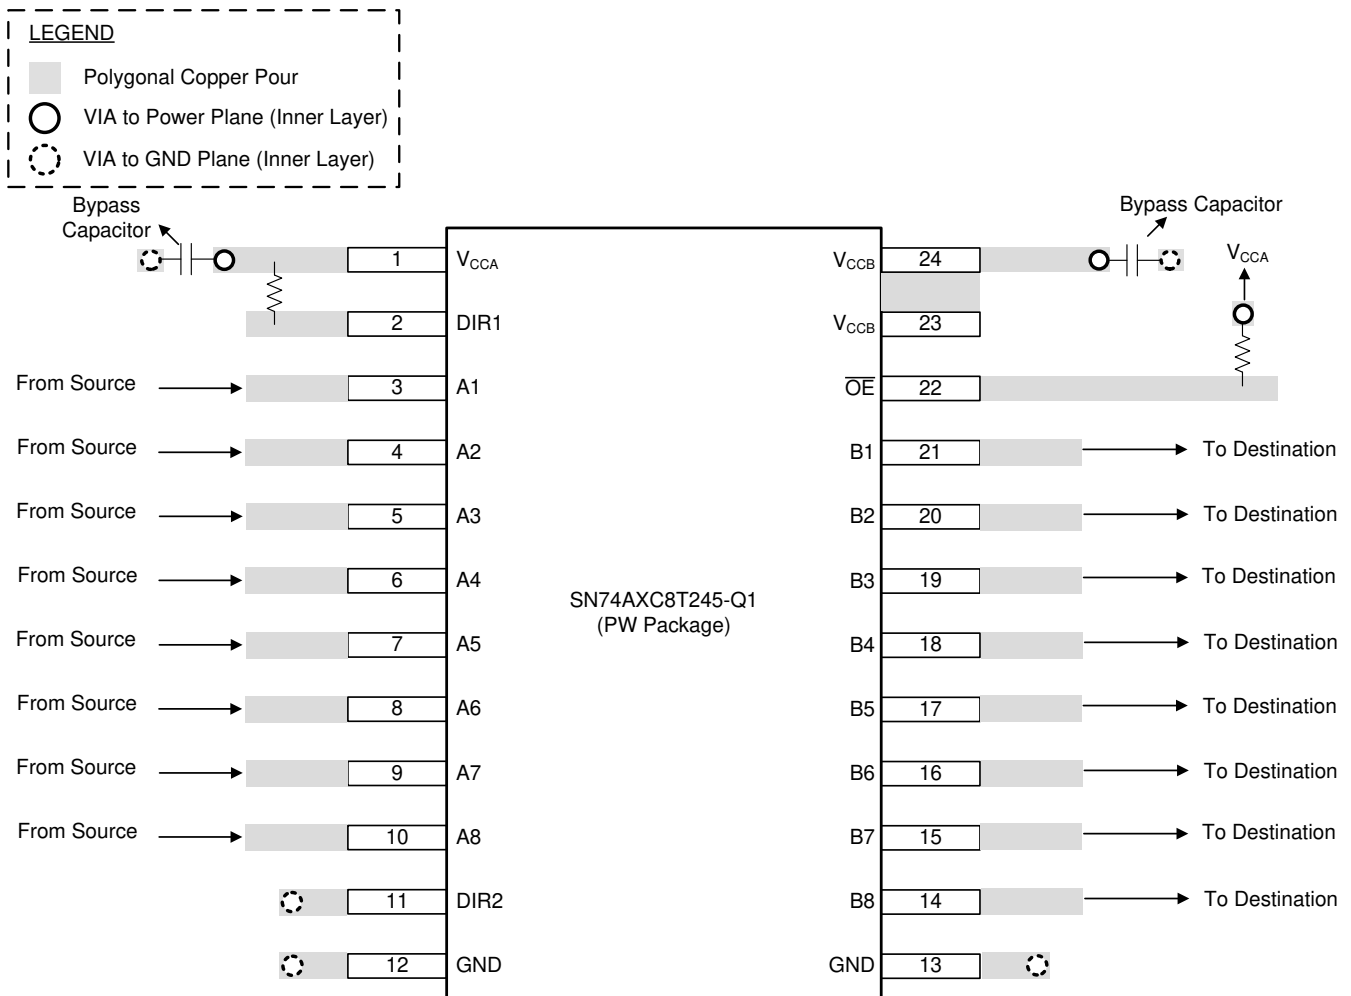 LEGEND
Polygonal Copper Pour
VIA to Power Plane (Inner Layer)
VIA to GND Plane (Inner Layer)
Bypass
Capacitor
Bypass Capacitor
VCCA
1 VCCA
VCCB 24
2 DIR1
VCCB 23
From Source 3 A1
OE 22
From Source 4 A2
B1 21 To Destination
From Source 5 A3
B2 20 To Destination
From Source 6 A4
B3 19 To Destination
SN74AXC8T245-Q1
(PW Package)
From Source 7 A5
B4 18 To Destination
From Source 8 A6
B5 17 To Destination
From Source 9 A7
B6 16 To Destination
From Source 10 A8
B7 15 To Destination
11 DIR2
B8 14 To Destination
12 GND
GND 13